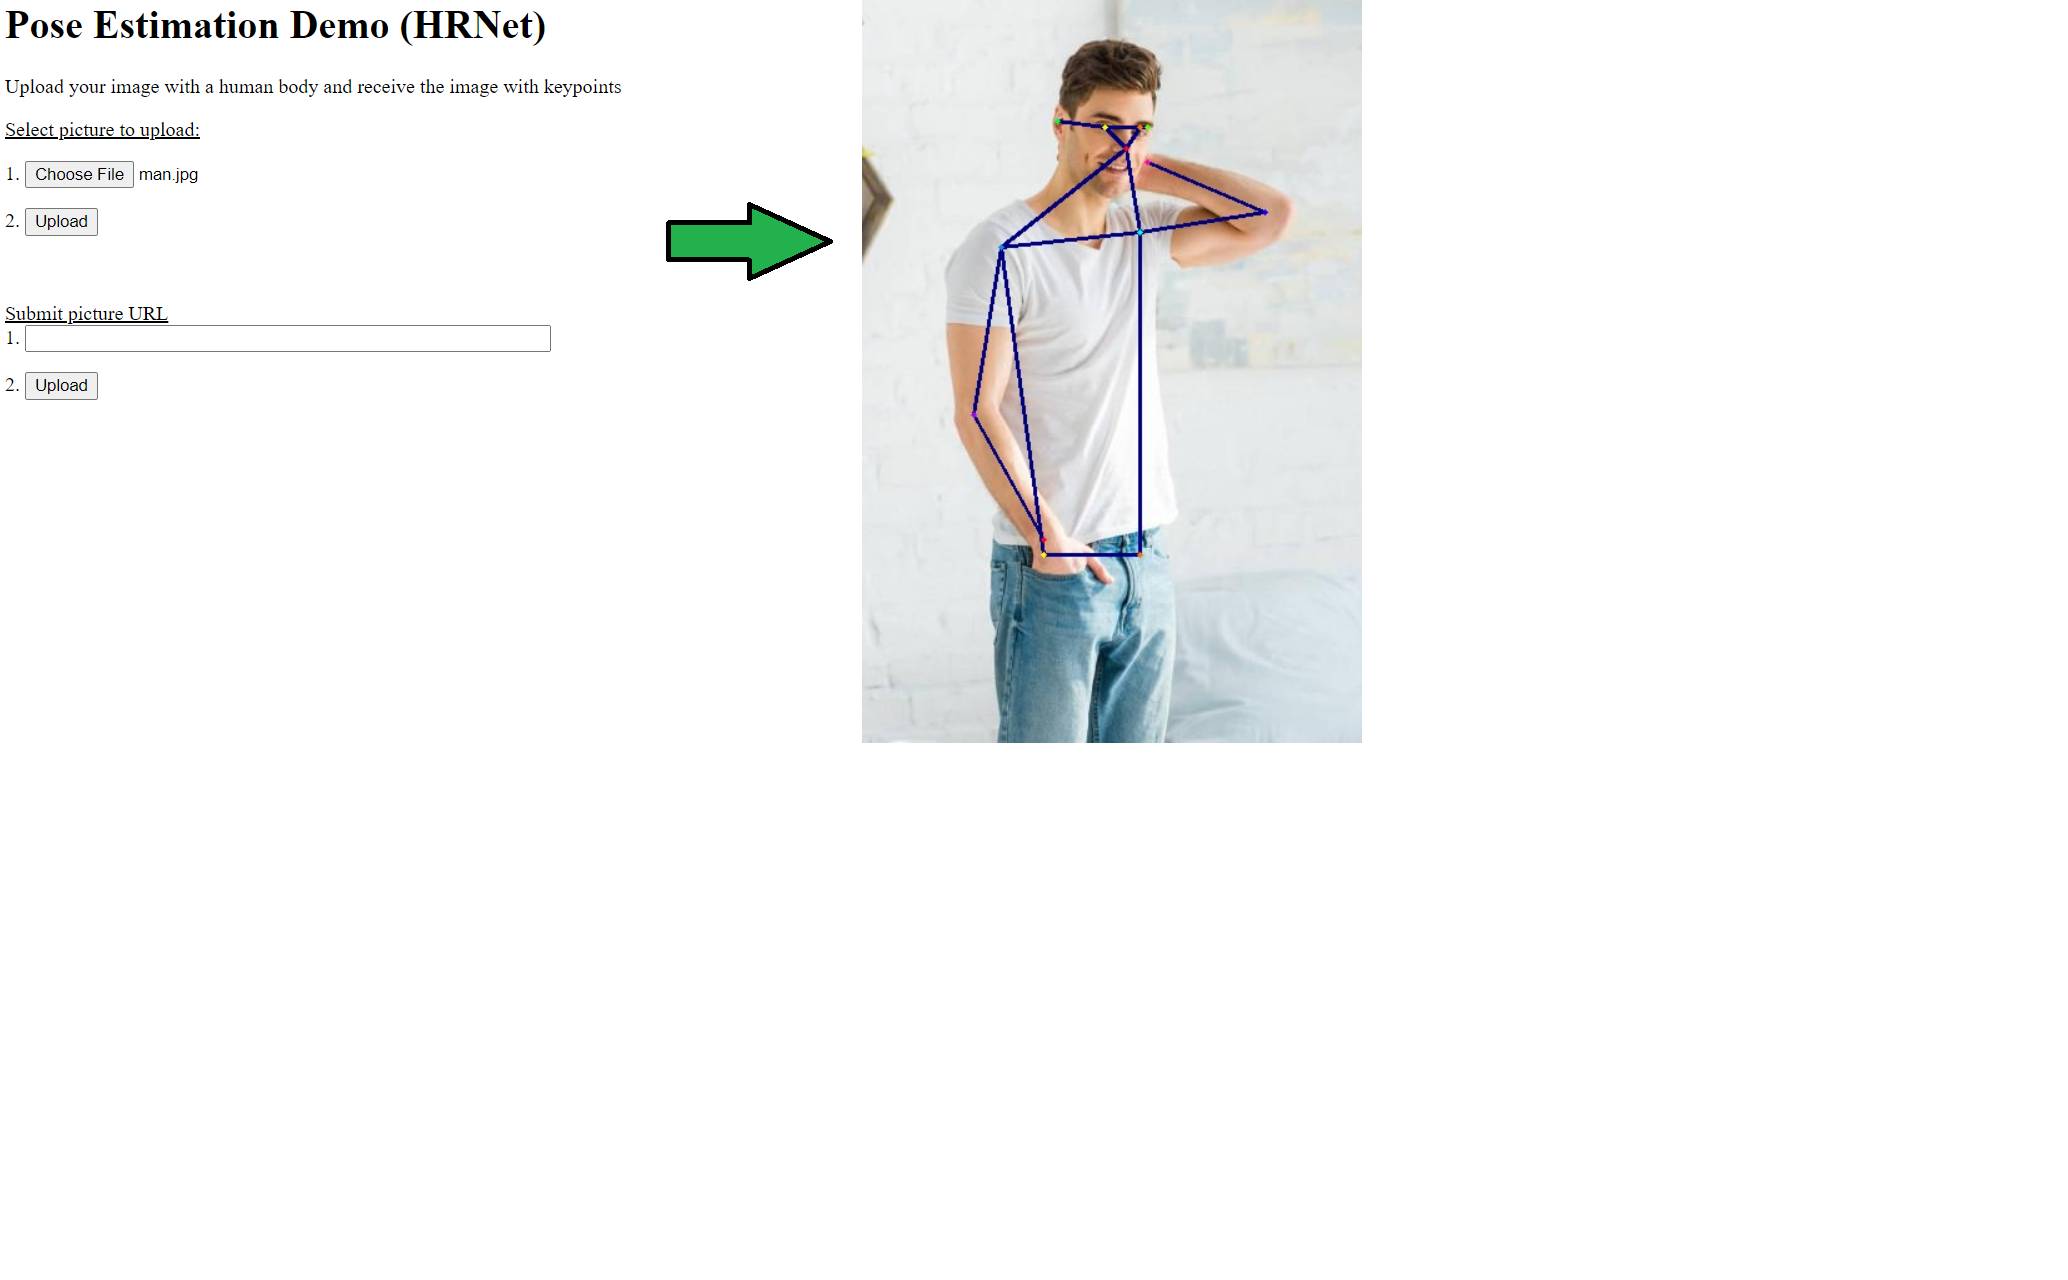 Pose Estimation Demo (HRNet)
Upload your image with a human body and receive the image with keypoints
Select picture to upload:
1. Choose File man.jpg
2. Upload
Submit picture URL
1.
2. Upload